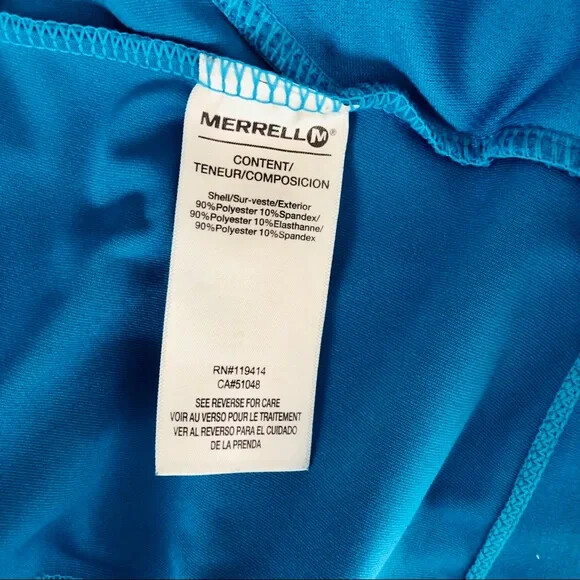 MERRELL M®
CONTENT/
TENEUR/COMPOSICION
Shell/Sur-veste/Exterior
90%Polyester 10%Spandex/
90%Polyester 10%Elasthanne/
90%Polyester 10%Spandex
RN#119414
CA#51048
SEE REVERSE FOR CARE
VOIR AU VERSO POUR LE TRAITEMENT
VER AL REVERSO PARA EL CUIDADO
DE LA PRENDA